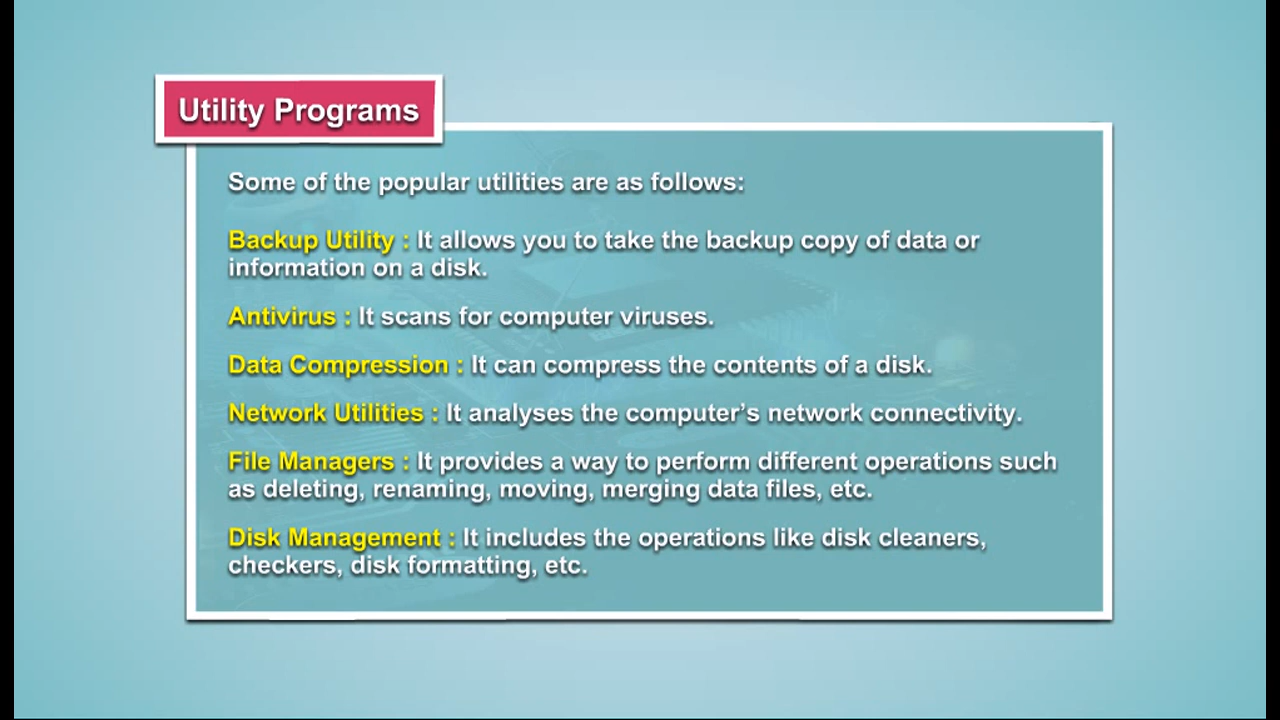 Utility Programs
Some of the popular utilities are as follows:
Backup Utility : It allows you to take the backup copy of data or
information on a disk.
Antivirus : It scans for computer viruses.
Data Compression : It can compress the contents of a disk.
Network Utilities : It analyses the computer’s network connectivity.
File Managers : It provides a way to perform different operations such
as deleting, renaming, moving, merging data files, etc.
Disk Management : It includes the operations like disk cleaners,
checkers, disk formatting, etc.